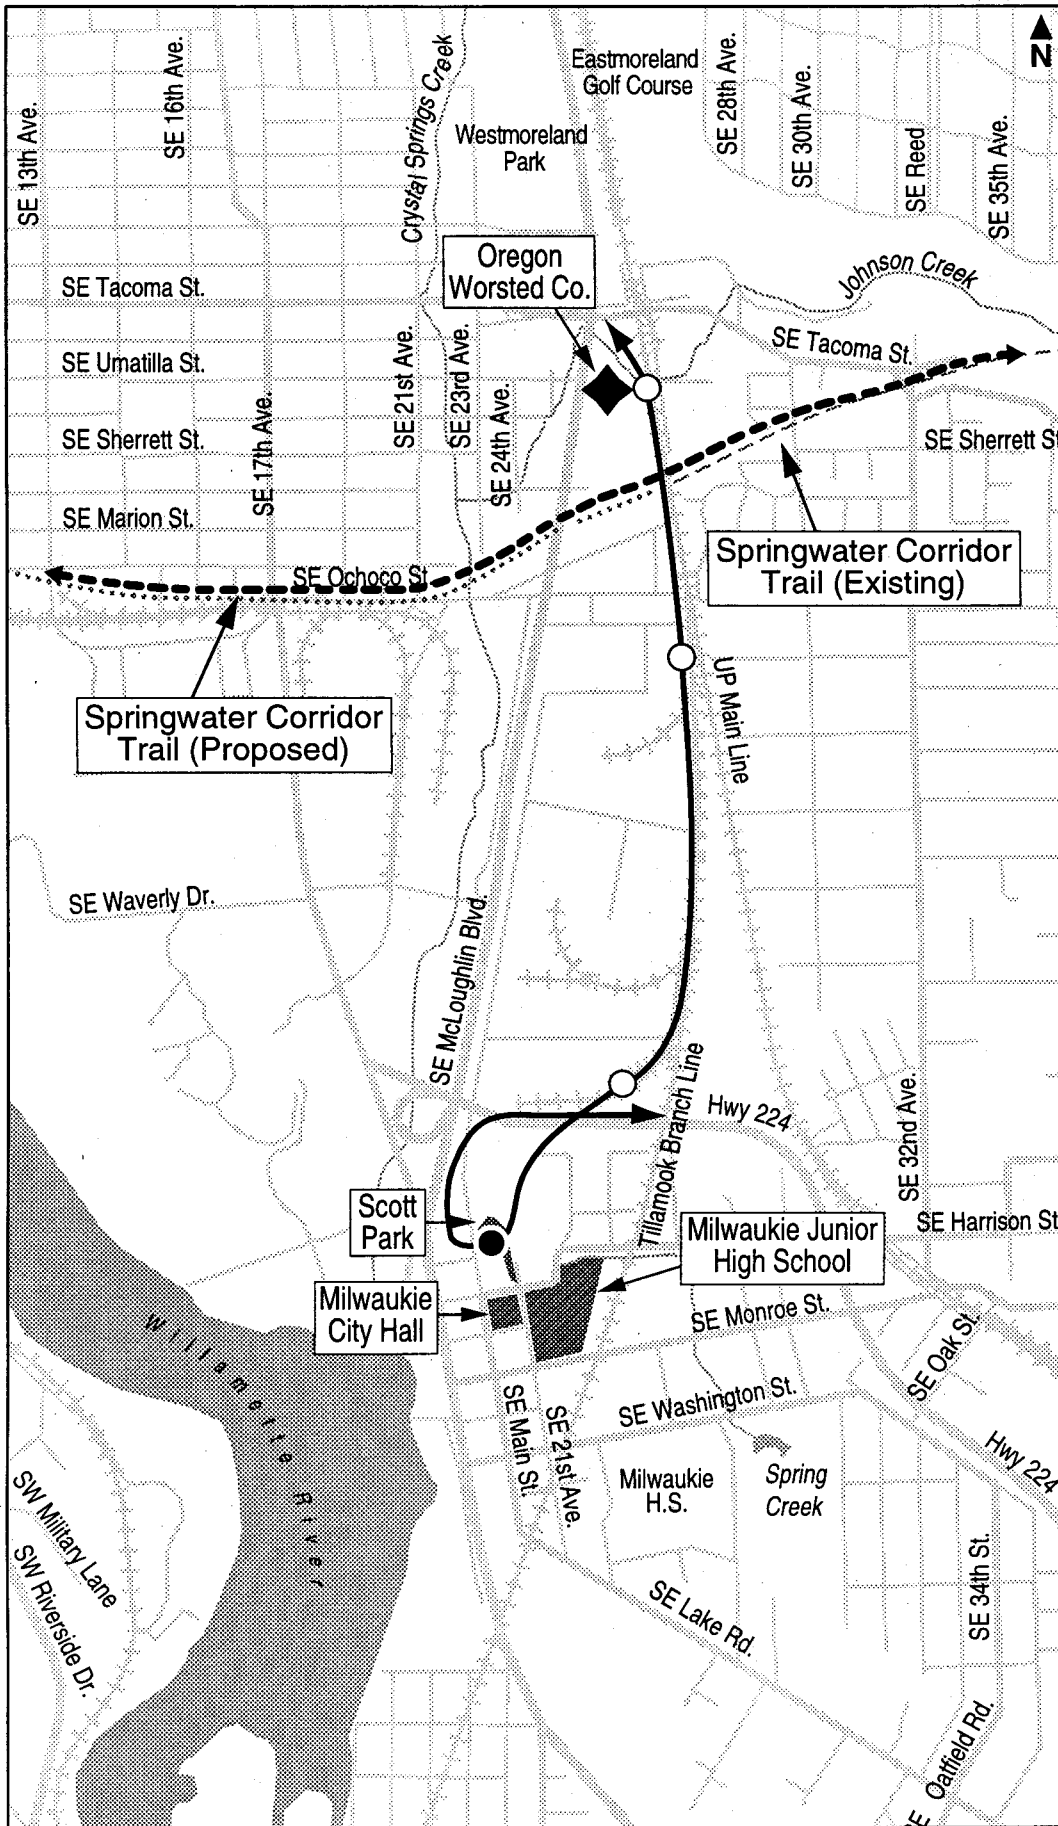 N
Eastmoreland
Golf Course
SE 16th Ave.
SE 13th Ave.
Crystal Springs Creek
Westmoreland
Park
SE 28th Ave.
SE 30th Ave.
SE Reed
SE 35th Ave.
Oregon
Worsted Co.
Johnson Creek
SE Tacoma St.
SE Tacoma St.
SE Umatilla St.
SE 21st Ave.
SE 23rd Ave.
SE 24th Ave.
SE 17th Ave.
SE Sherrett St.
SE Sherrett St
SE Marion St.
Springwater Corridor
Trail (Existing)
SE Ochoco St
Springwater Corridor
Trail (Proposed)
UP Main Line
SE Waverly Dr.
SE McLoughlin Blvd.
Tillamook Branch Line
Hwy 224
SE 32nd Ave.
Scott
Park
SE Harrison St
Milwaukie Junior
High School
Milwaukie
City Hall
SE Monroe St.
Willamette River
SE Oak St.
SE Washington St.
SE Main St.
SE 21st Ave.
Hwy 224
Milwaukie
H.S.
Spring
Creek
SW Military Lane
SW Riverside Dr.
SE 34th St.
SE Lake Rd.
SE Oatfield Rd.